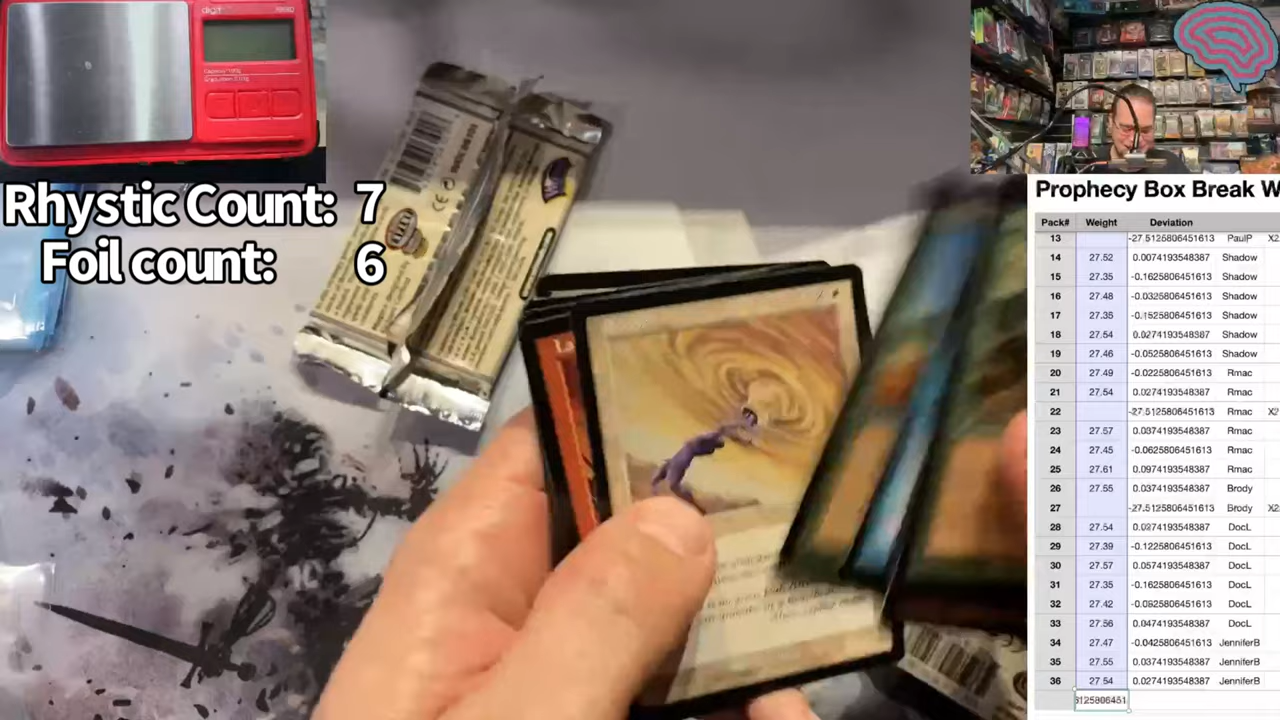 digit
Rhystic Count: 7
Foil count: 6
Prophecy Box Break W
Pack# Weight Deviation
13 -27.5125806451613 PaulP X2
14 27.52 0.0074193548387 Shadow
15 27.35 -0.1625806451613 Shadow
16 27.48 -0.0325806451613 Shadow
17 27.35 -0.1525806451613 Shadow
18 27.54 0.0274193548387 Shadow
19 27.46 -0.0525806451613 Shadow
20 27.49 -0.0225806451613 Rmac
21 27.54 0.0274193548387 Rmac
22 -27.5125806451613 Rmac X2
23 27.57 0.0374193548387 Rmac
24 27.45 -0.0625806451613 Rmac
25 27.61 0.0974193548387 Rmac
26 27.55 0.0374193548387 Brody
27 -27.5125806451613 Brody X2
28 27.54 0.0274193548387 DocL
29 27.39 -0.1225806451613 DocL
30 27.57 0.0574193548387 DocL
31 27.35 -0.1625806451613 DocL
32 27.42 -0.0825806451613 DocL
33 27.56 0.0474193548387 DocL
34 27.47 -0.0425806451613 JenniferB
35 27.55 0.0374193548387 JenniferB
36 27.54 0.0274193548387 JenniferB
5125806451